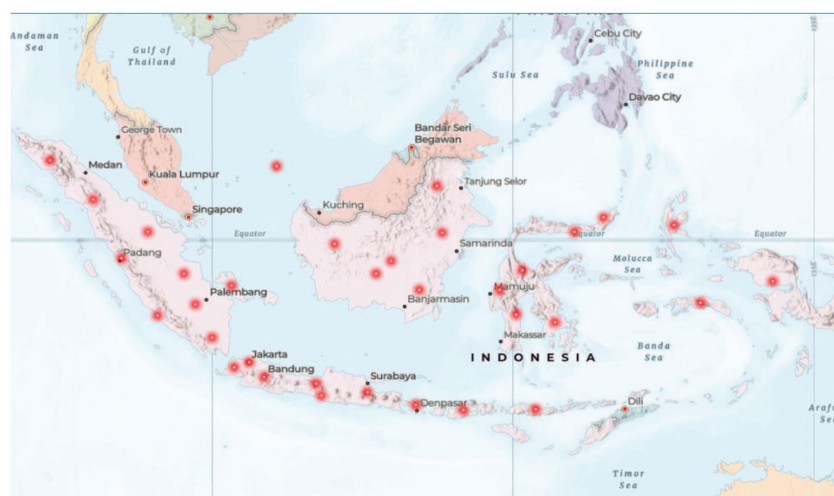 Cebu City
Andaman
Sea
Gulf of
Thailand
Sulu Sea
Philippine
Sea
Davao City
George Town
Bandar Seri
Begawan
Medan
Kuala Lumpur
Tanjung Selor
Kuching
Singapore
Equator
Equator
Equator
Samarinda
Padang
Molucca
Sea
Palembang
Mamuju
Banjarmasin
Makassar
Jakarta
INDONESIA
Banda
Sea
Bandung
Surabaya
Denpasar
Dili
Timor
Sea